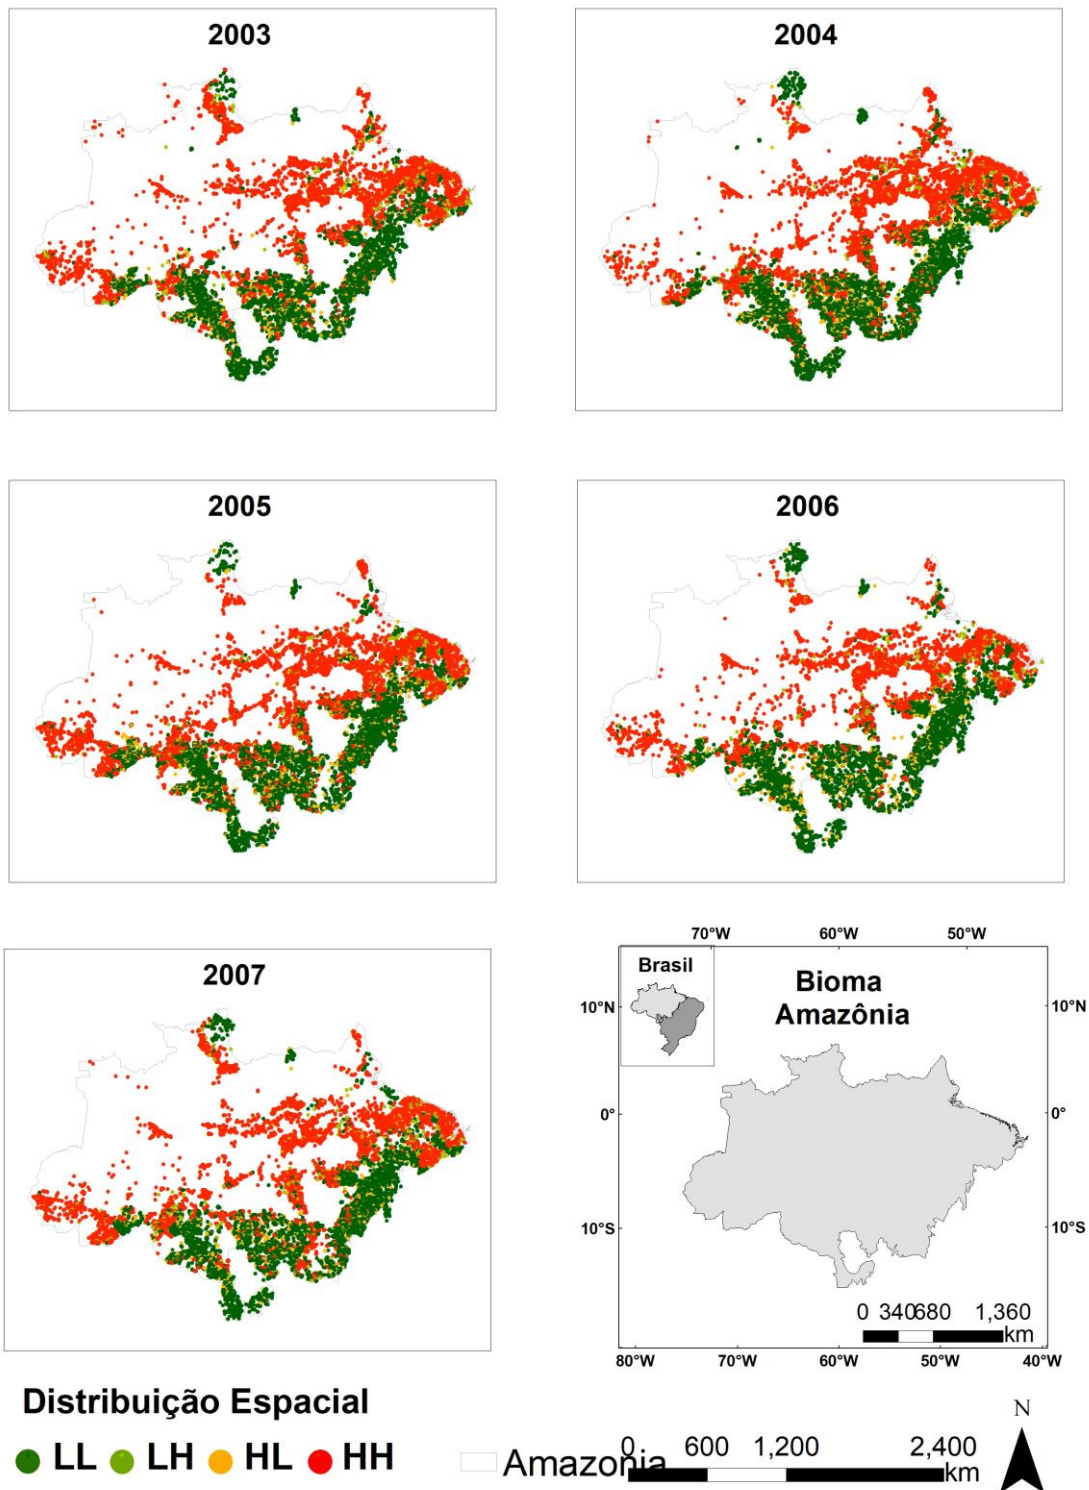 2003
2004
2005
2006
2007
70°W 60°W 50°W
Brasil
Bioma
Amazônia
10°N 10°N
0° 0°
10°S 10°S
0 340 680 1,360
km
80°W 70°W 60°W 50°W 40°W
Distribuição Espacial
LL LH HL HH
Amazonia
0 600 1,200 2,400
km
N